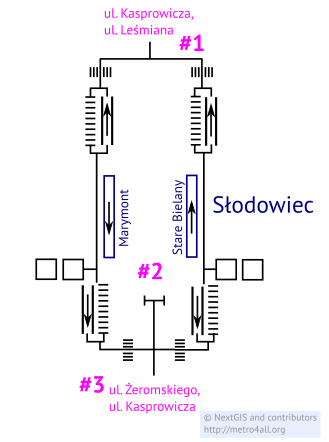 ul. Kasprowicza,
ul. Leśmiana
#1
Marymont
Stare Bielany
Słodowiec
#2
#3
ul. Żeromskiego,
ul. Kasprowicza
© NextGIS and contributors
http://metro4all.org